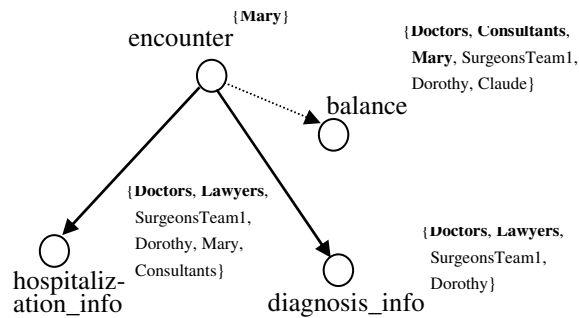 {Mary}
encounter
{Doctors, Consultants,
Mary, SurgeonsTeam1,
Dorothy, Claude}
balance
{Doctors, Lawyers,
SurgeonsTeam1,
Dorothy, Mary,
Consultants}
{Doctors, Lawyers,
SurgeonsTeam1,
Dorothy}
hospitaliz-
ation_info
diagnosis_info